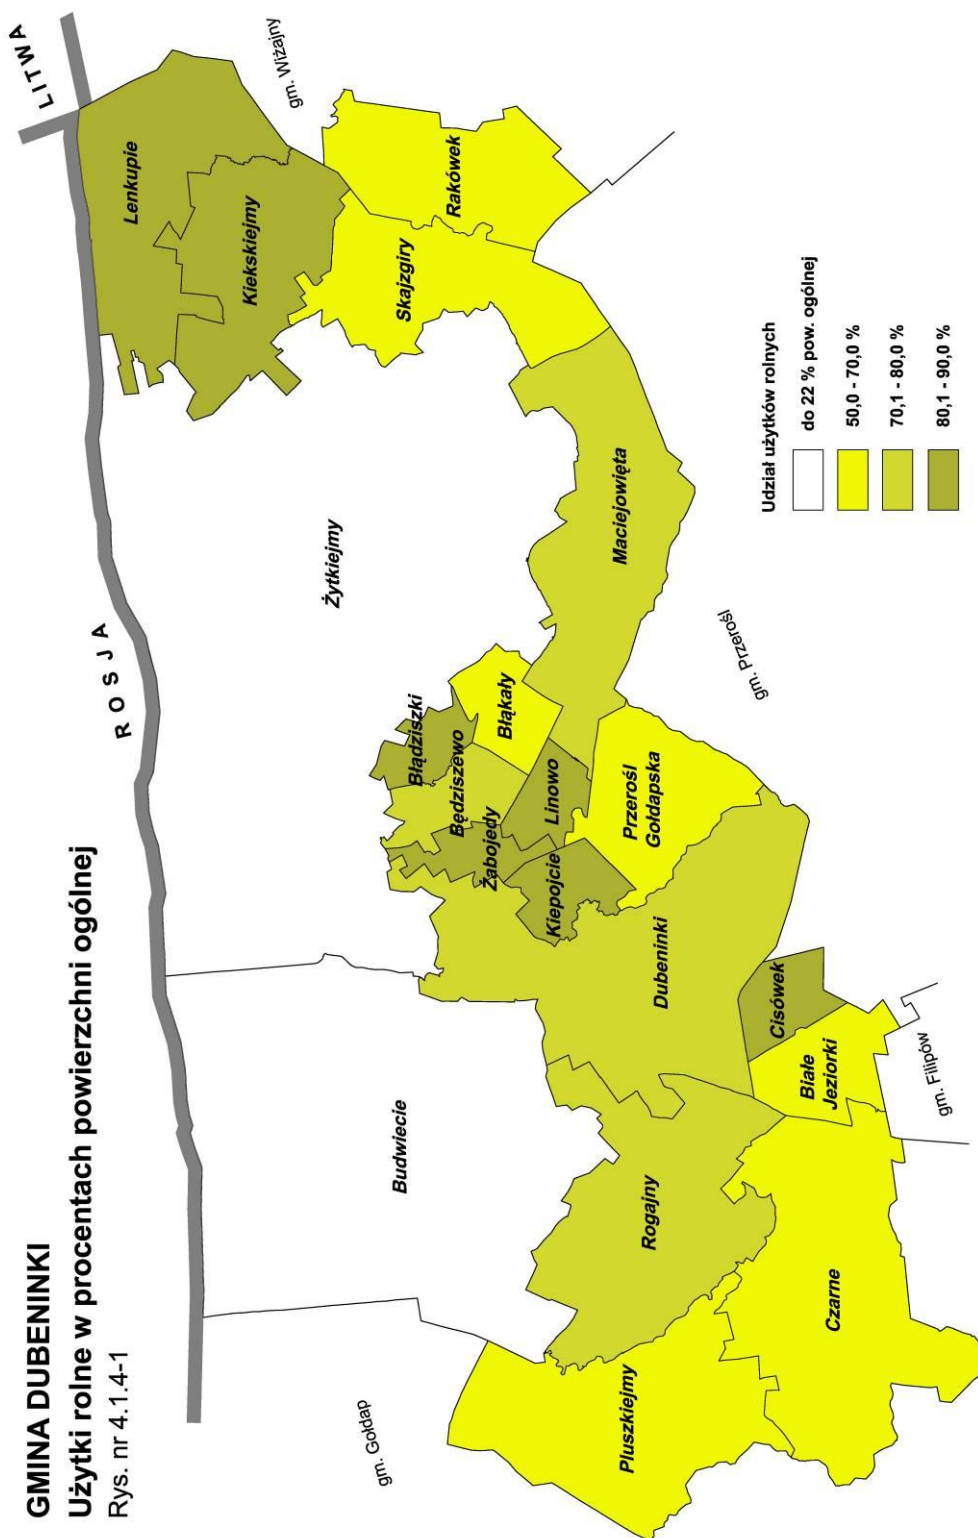 GMINA DUBENINKI
Użytki rolne w procentach powierzchni ogólnej
Rys. nr 4.1.4-1
LITWA
ROSJA
gm. Wiżajny
gm. Gołdap
gm. Przerośl
gm. Filipów
Lenkupie
Kiekskiejmy
Rakówek
Skajzgiry
Żytkiejmy
Maciejowięta
Błądziszki
Błąkały
Będziszewo
Żabojedy
Linowo
Kiepojcie
Przerośl
Gołdapska
Budwiecie
Dubeninki
Cisówek
Białe
Jeziorki
Rogajny
Pluszkiejmy
Czarne
Udział użytków rolnych
do 22 % pow. ogólnej
50,0 - 70,0 %
70,1 - 80,0 %
80,1 - 90,0 %